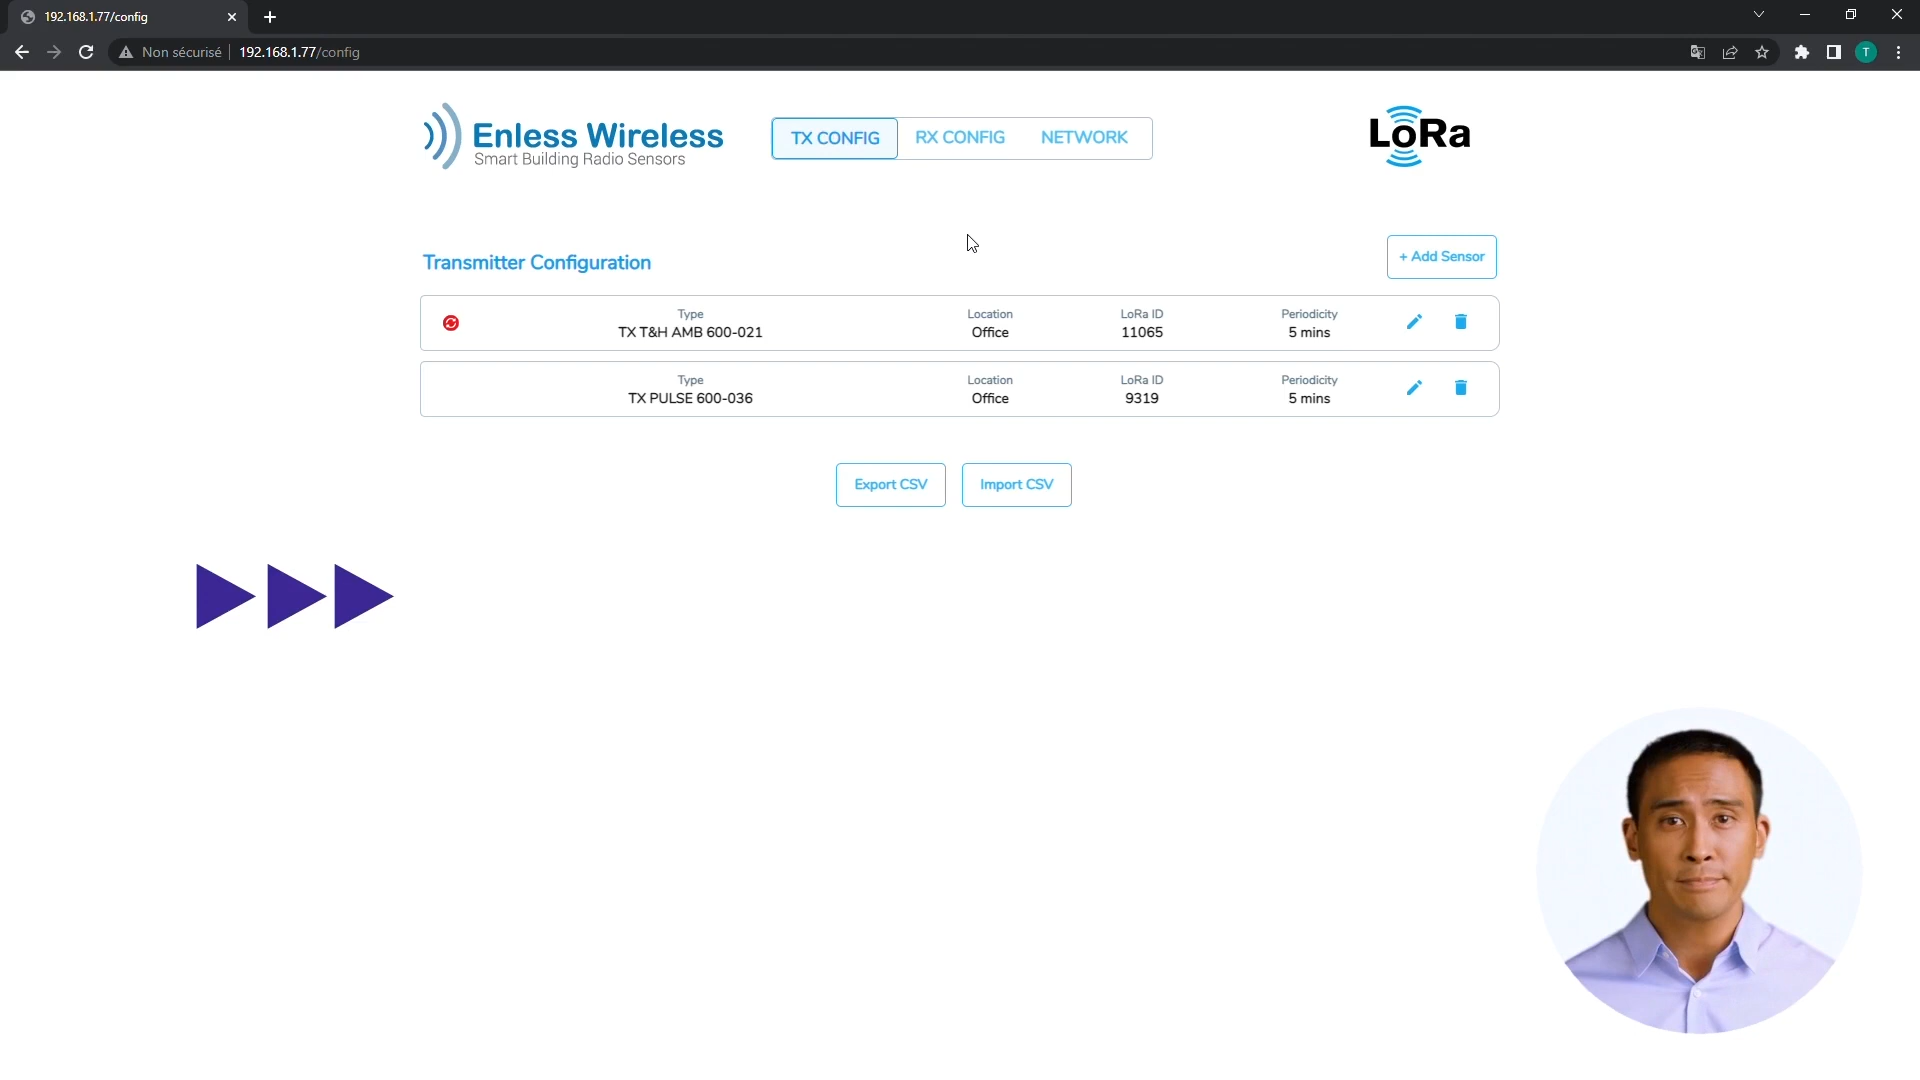 192.168.1.77/config
Non sécurisé 192.168.1.77/config
T
Enless Wireless
Smart Building Radio Sensors
TX CONFIG RX CONFIG NETWORK
LoRa
Transmitter Configuration
+ Add Sensor
Type Location LoRa ID Periodicity
TX T&H AMB 600-021 Office 11065 5 mins
Type Location LoRa ID Periodicity
TX PULSE 600-036 Office 9319 5 mins
Export CSV Import CSV